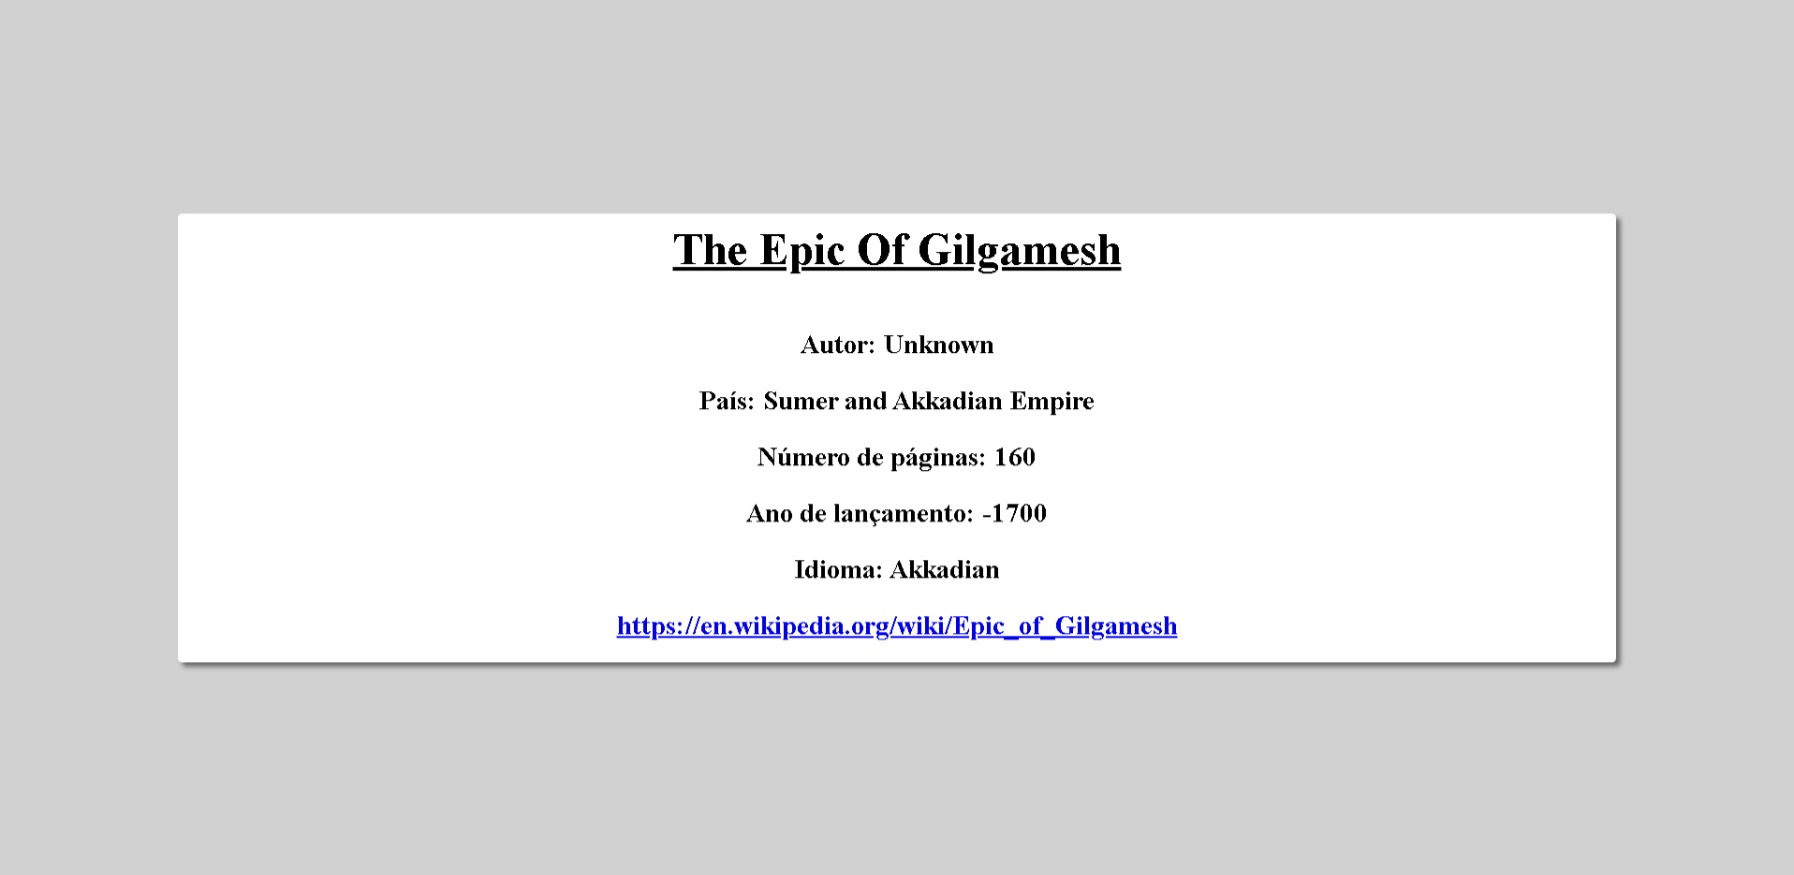 The Epic Of Gilgamesh
Autor: Unknown
País: Sumer and Akkadian Empire
Número de páginas: 160
Ano de lançamento: -1700
Idioma: Akkadian
https://en.wikipedia.org/wiki/Epic_of_Gilgamesh